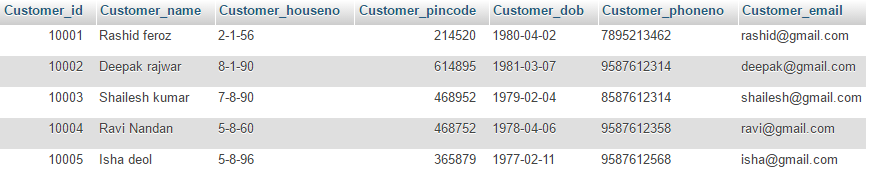 Customer_id Customer_name Customer_houseno Customer_pincode Customer_dob Customer_phoneno Customer_email
10001 Rashid feroz 2-1-56 214520 1980-04-02 7895213462 rashid@gmail.com
10002 Deepak rajwar 8-1-90 614895 1981-03-07 9587612314 deepak@gmail.com
10003 Shailesh kumar 7-8-90 468952 1979-02-04 8587612314 shailesh@gmail.com
10004 Ravi Nandan 5-8-60 468752 1978-04-06 9587612358 ravi@gmail.com
10005 Isha deol 5-8-96 365879 1977-02-11 9587612568 isha@gmail.com